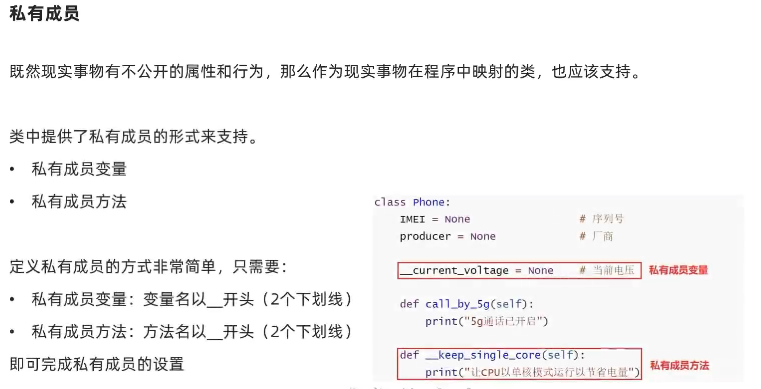 私有成员
既然现实事物有不公开的属性和行为，那么作为现实事物在程序中映射的类，也应该支持。
类中提供了私有成员的形式来支持。
• 私有成员变量
• 私有成员方法
定义私有成员的方式非常简单，只需要：
• 私有成员变量：变量名以__开头（2个下划线）
• 私有成员方法：方法名以__开头（2个下划线）
即可完成私有成员的设置
class Phone:
    IMEI = None                # 序列号
    producer = None            # 厂商
    __current_voltage = None   # 当前电压 私有成员变量
    def call_by_5g(self):
        print("5g通话已开启")
    def __keep_single_core(self):
        print("让CPU以单核模式运行以节省电量") 私有成员方法